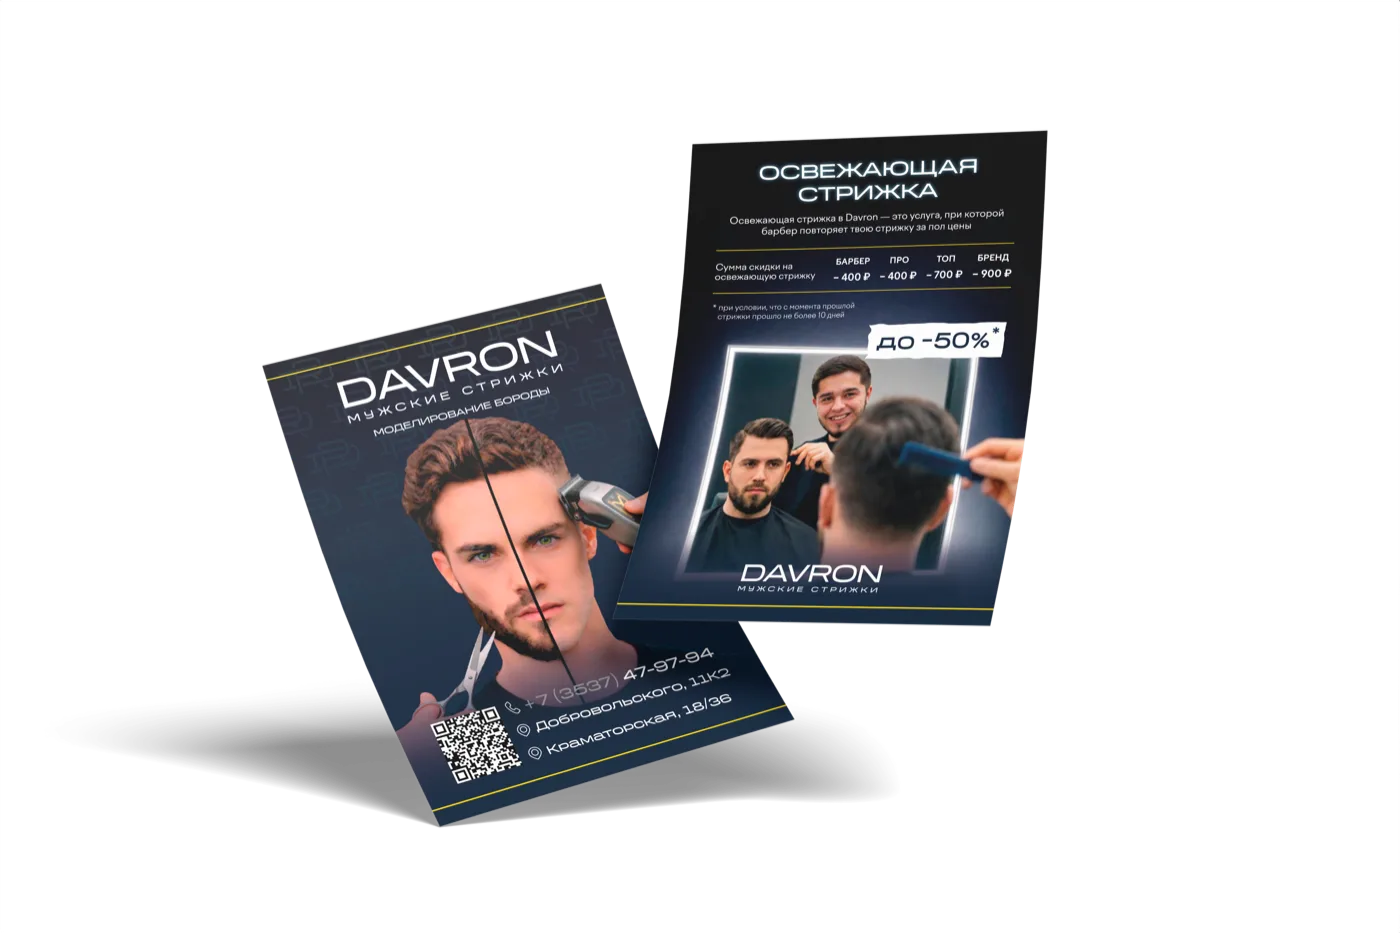 DAVRON
МУЖСКИЕ СТРИЖКИ
МОДЕЛИРОВАНИЕ БОРОДЫ
+7 (3537) 47-97-94
Добровольского, 11К2
Краматорская, 18/36
ОСВЕЖАЮЩАЯ
СТРИЖКА
Освежающая стрижка в Davron — это услуга, при которой
барбер повторяет твою стрижку за пол цены
Сумма скидки на
освежающую стрижку
БАРБЕР ПРО ТОП БРЕНД
– 400 ₽ – 400 ₽ – 700 ₽ – 900 ₽
* при условии, что с момента прошлой
стрижки прошло не более 10 дней
до -50%*
DAVRON
МУЖСКИЕ СТРИЖКИ